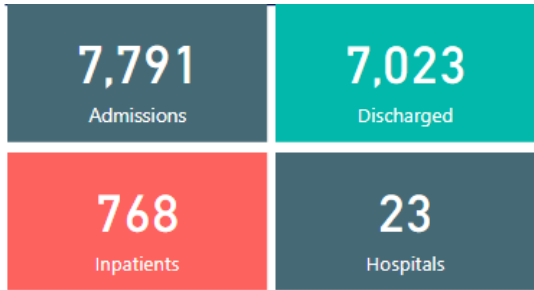 7,791
Admissions
7,023
Discharged
768
Inpatients
23
Hospitals